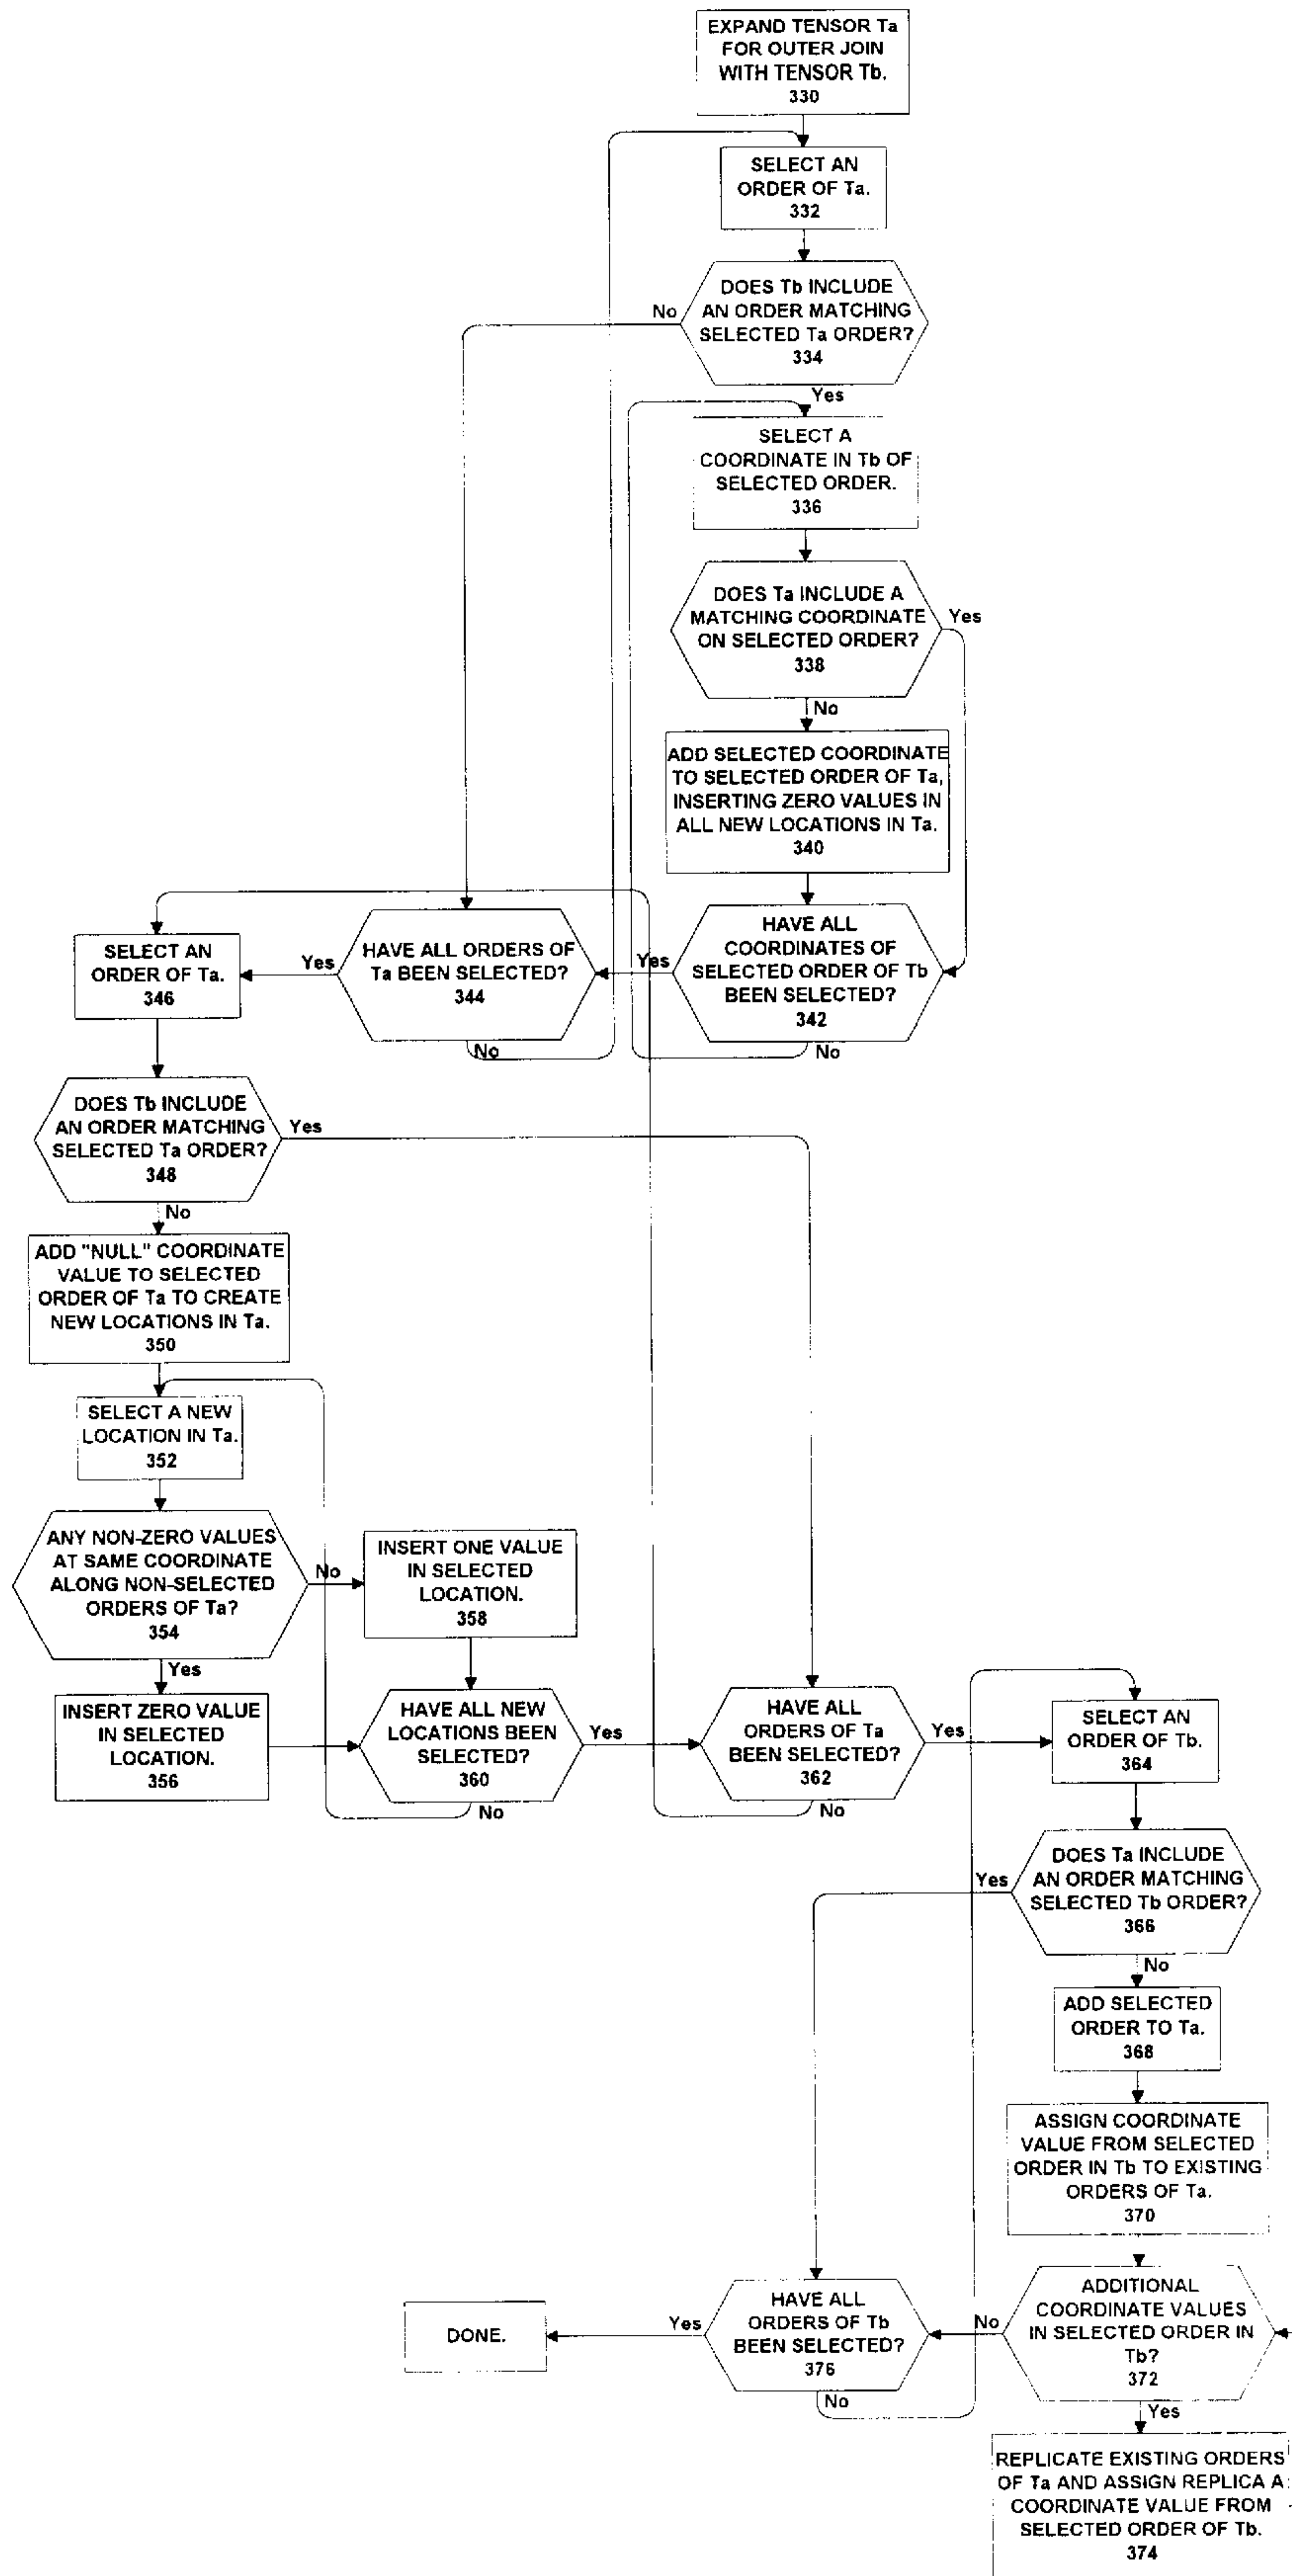 EXPAND TENSOR Ta
FOR OUTER JOIN
WITH TENSOR Tb.
330
SELECT AN
ORDER OF Ta.
332
DOES Tb INCLUDE
AN ORDER MATCHING
SELECTED Ta ORDER?
334
No
Yes
SELECT A
COORDINATE IN Tb OF
SELECTED ORDER.
336
DOES Ta INCLUDE A
MATCHING COORDINATE
ON SELECTED ORDER?
338
Yes
No
ADD SELECTED COORDINATE
TO SELECTED ORDER OF Ta,
INSERTING ZERO VALUES IN
ALL NEW LOCATIONS IN Ta.
340
HAVE ALL
COORDINATES OF
SELECTED ORDER OF Tb
BEEN SELECTED?
342
Yes
No
HAVE ALL ORDERS OF
Ta BEEN SELECTED?
344
Yes
No
SELECT AN
ORDER OF Ta.
346
DOES Tb INCLUDE
AN ORDER MATCHING
SELECTED Ta ORDER?
348
Yes
No
ADD "NULL" COORDINATE
VALUE TO SELECTED
ORDER OF Ta TO CREATE
NEW LOCATIONS IN Ta.
350
SELECT A NEW
LOCATION IN Ta.
352
ANY NON-ZERO VALUES
AT SAME COORDINATE
ALONG NON-SELECTED
ORDERS OF Ta?
354
No
Yes
INSERT ONE VALUE
IN SELECTED
LOCATION.
358
INSERT ZERO VALUE
IN SELECTED
LOCATION.
356
HAVE ALL NEW
LOCATIONS BEEN
SELECTED?
360
Yes
No
HAVE ALL
ORDERS OF Ta
BEEN SELECTED?
362
Yes
No
SELECT AN
ORDER OF Tb.
364
DOES Ta INCLUDE
AN ORDER MATCHING
SELECTED Tb ORDER?
366
Yes
No
ADD SELECTED
ORDER TO Ta.
368
ASSIGN COORDINATE
VALUE FROM SELECTED
ORDER IN Tb TO EXISTING
ORDERS OF Ta.
370
ADDITIONAL
COORDINATE VALUES
IN SELECTED ORDER IN
Tb?
372
No
Yes
HAVE ALL
ORDERS OF Tb
BEEN SELECTED?
376
Yes
No
DONE.
REPLICATE EXISTING ORDERS
OF Ta AND ASSIGN REPLICA A
COORDINATE VALUE FROM
SELECTED ORDER OF Tb.
374